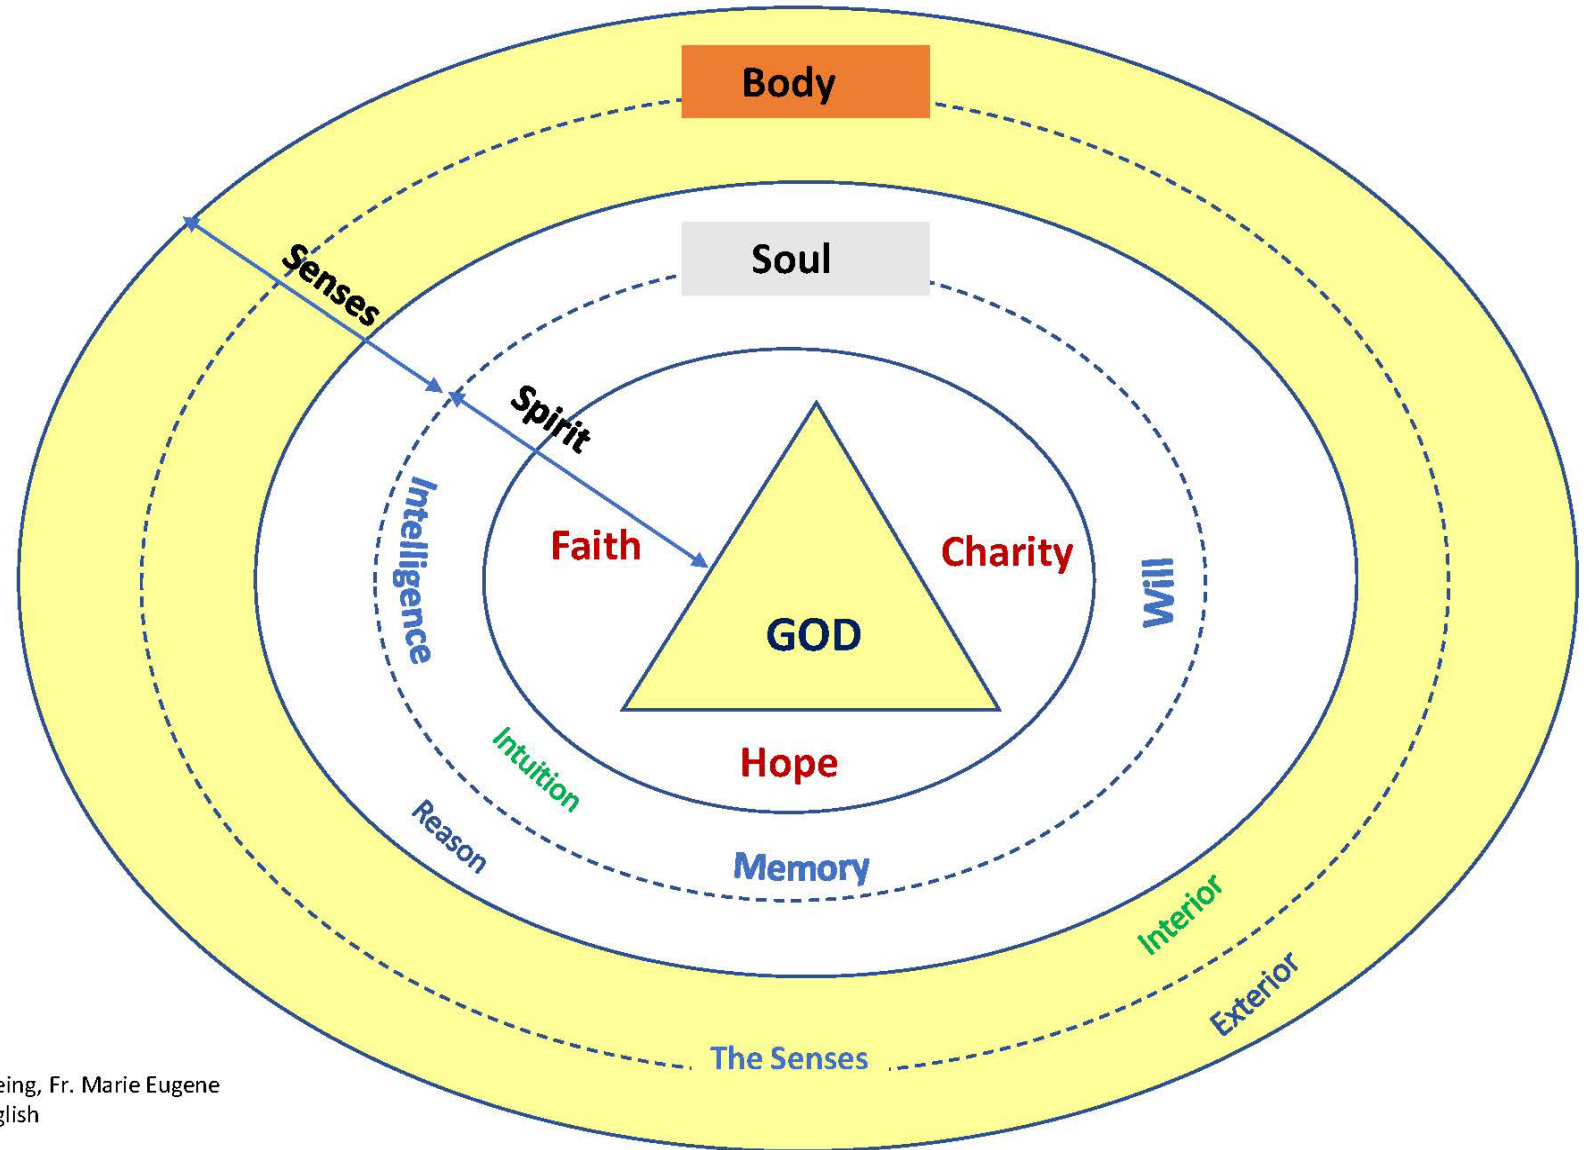 Body
Soul
Senses
Spirit
Intelligence
Faith
Charity
Will
GOD
Intuition
Hope
Reason
Memory
Interior
Exterior
The Senses
eing, Fr. Marie Eugene
glish